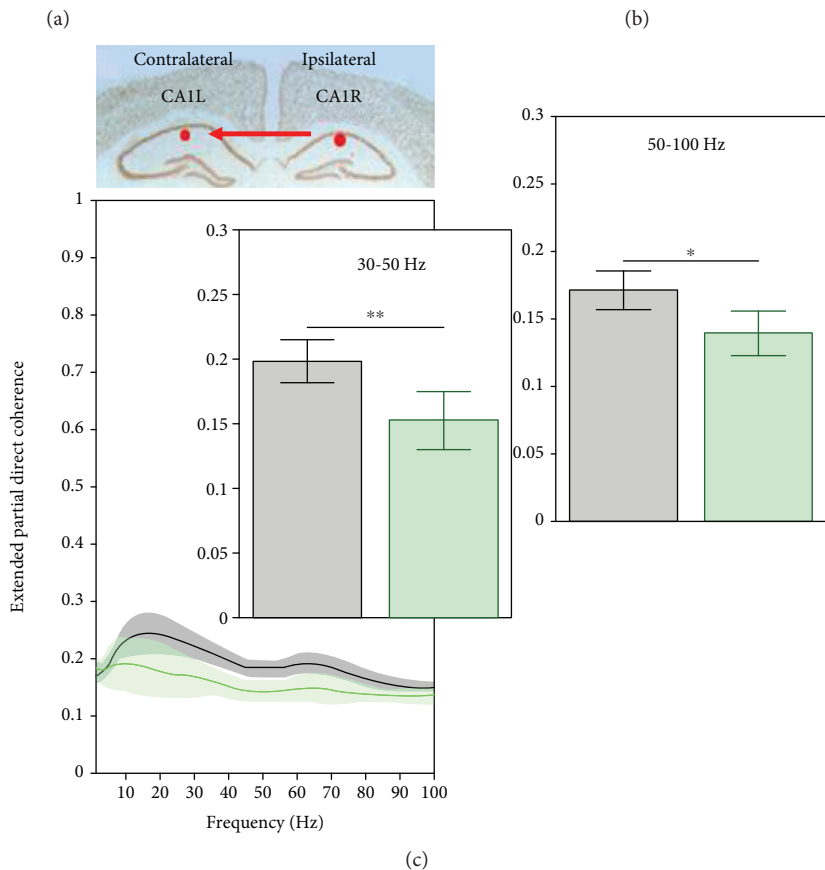 (a)
(b)
Contralateral
Ipsilateral
CA1L
CA1R
Extended partial direct coherence
1
0.9
0.8
0.7
0.6
0.5
0.4
0.3
0.2
0.1
0
10 20 30 40 50 60 70 80 90 100
Frequency (Hz)
30-50 Hz
0.3
0.25
0.2
0.15
0.1
0.05
0
**
50-100 Hz
0.3
0.25
0.2
0.15
0.1
0.05
0
*
(c)